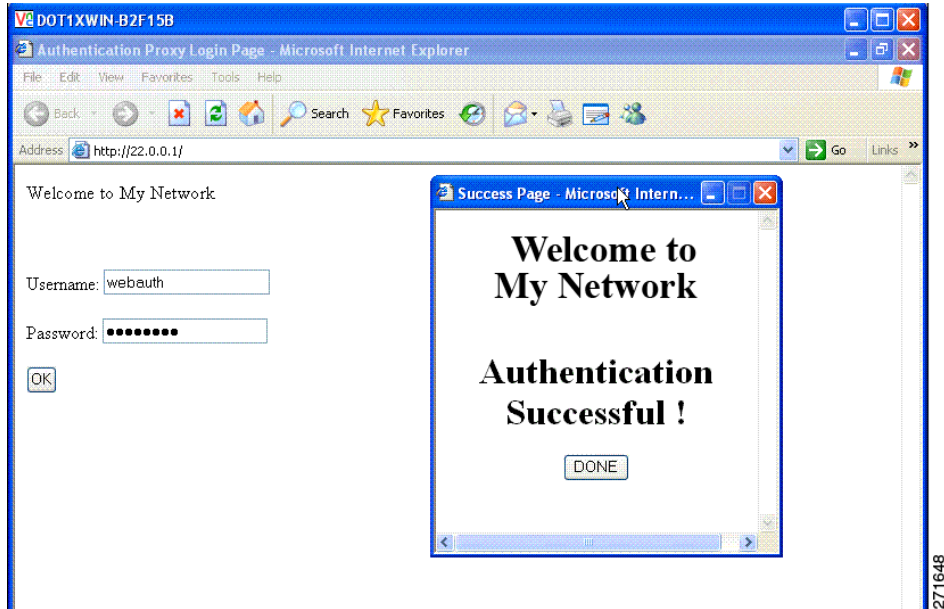 DOT1XWIN-B2F15B
Authentication Proxy Login Page - Microsoft Internet Explorer
File Edit View Favorites Tools Help
Back Search Favorites
Address http://22.0.0.1/ Go Links »
Welcome to My Network
Username: webauth
Password: ●●●●●●●●
OK
Success Page - Microsoft Intern...
Welcome to
My Network
Authentication
Successful !
DONE
271648